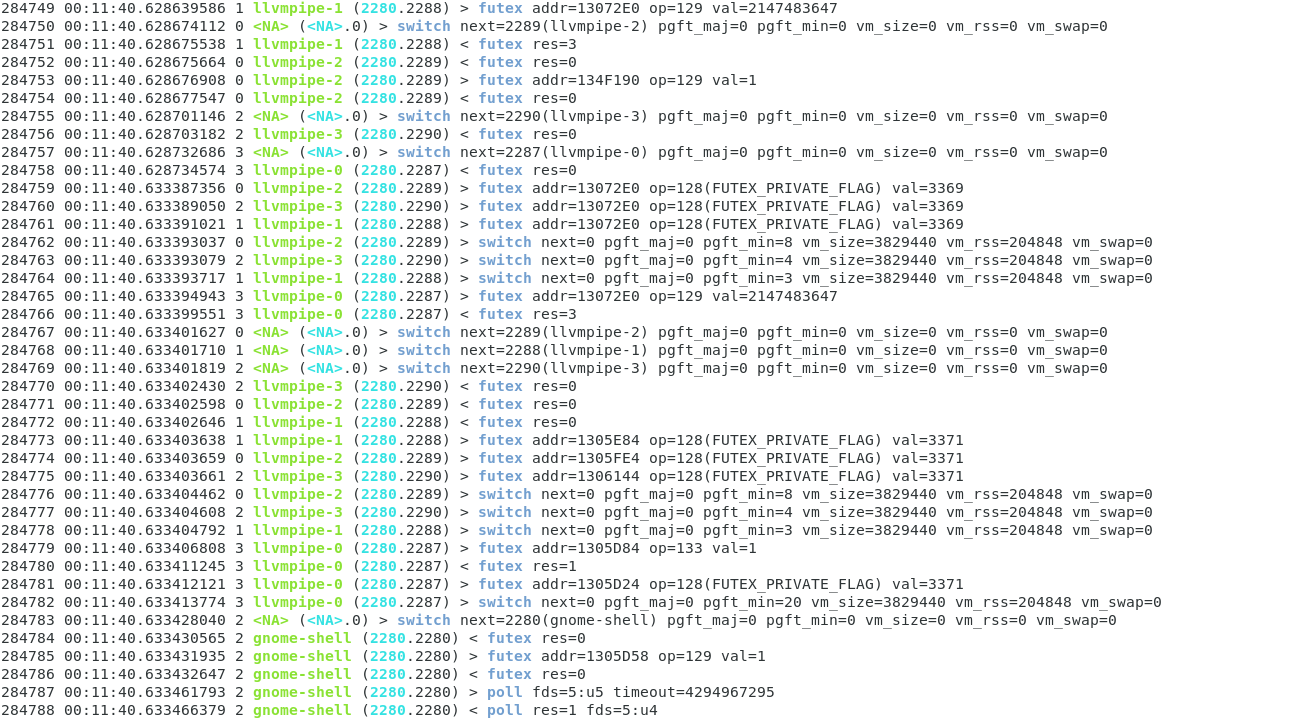 284749 00:11:40.628639586 1 llvmpipe-1 (2280.2288) > futex addr=13072E0 op=129 val=2147483647
284750 00:11:40.628674112 0 <NA> (<NA>.0) > switch next=2289(llvmpipe-2) pgft_maj=0 pgft_min=0 vm_size=0 vm_rss=0 vm_swap=0
284751 00:11:40.628675538 1 llvmpipe-1 (2280.2288) < futex res=3
284752 00:11:40.628675664 0 llvmpipe-2 (2280.2289) < futex res=0
284753 00:11:40.628676908 0 llvmpipe-2 (2280.2289) > futex addr=134F190 op=129 val=1
284754 00:11:40.628677547 0 llvmpipe-2 (2280.2289) < futex res=0
284755 00:11:40.628701146 2 <NA> (<NA>.0) > switch next=2290(llvmpipe-3) pgft_maj=0 pgft_min=0 vm_size=0 vm_rss=0 vm_swap=0
284756 00:11:40.628703182 2 llvmpipe-3 (2280.2290) < futex res=0
284757 00:11:40.628732686 3 <NA> (<NA>.0) > switch next=2287(llvmpipe-0) pgft_maj=0 pgft_min=0 vm_size=0 vm_rss=0 vm_swap=0
284758 00:11:40.628734574 3 llvmpipe-0 (2280.2287) < futex res=0
284759 00:11:40.633387356 0 llvmpipe-2 (2280.2289) > futex addr=13072E0 op=128(FUTEX_PRIVATE_FLAG) val=3369
284760 00:11:40.633389050 2 llvmpipe-3 (2280.2290) > futex addr=13072E0 op=128(FUTEX_PRIVATE_FLAG) val=3369
284761 00:11:40.633391021 1 llvmpipe-1 (2280.2288) > futex addr=13072E0 op=128(FUTEX_PRIVATE_FLAG) val=3369
284762 00:11:40.633393037 0 llvmpipe-2 (2280.2289) > switch next=0 pgft_maj=0 pgft_min=8 vm_size=3829440 vm_rss=204848 vm_swap=0
284763 00:11:40.633393079 2 llvmpipe-3 (2280.2290) > switch next=0 pgft_maj=0 pgft_min=4 vm_size=3829440 vm_rss=204848 vm_swap=0
284764 00:11:40.633393717 1 llvmpipe-1 (2280.2288) > switch next=0 pgft_maj=0 pgft_min=3 vm_size=3829440 vm_rss=204848 vm_swap=0
284765 00:11:40.633394943 3 llvmpipe-0 (2280.2287) > futex addr=13072E0 op=129 val=2147483647
284766 00:11:40.633399551 3 llvmpipe-0 (2280.2287) < futex res=3
284767 00:11:40.633401627 0 <NA> (<NA>.0) > switch next=2289(llvmpipe-2) pgft_maj=0 pgft_min=0 vm_size=0 vm_rss=0 vm_swap=0
284768 00:11:40.633401710 1 <NA> (<NA>.0) > switch next=2288(llvmpipe-1) pgft_maj=0 pgft_min=0 vm_size=0 vm_rss=0 vm_swap=0
284769 00:11:40.633401819 2 <NA> (<NA>.0) > switch next=2290(llvmpipe-3) pgft_maj=0 pgft_min=0 vm_size=0 vm_rss=0 vm_swap=0
284770 00:11:40.633402430 2 llvmpipe-3 (2280.2290) < futex res=0
284771 00:11:40.633402598 0 llvmpipe-2 (2280.2289) < futex res=0
284772 00:11:40.633402646 1 llvmpipe-1 (2280.2288) < futex res=0
284773 00:11:40.633403638 1 llvmpipe-1 (2280.2288) > futex addr=1305E84 op=128(FUTEX_PRIVATE_FLAG) val=3371
284774 00:11:40.633403659 0 llvmpipe-2 (2280.2289) > futex addr=1305FE4 op=128(FUTEX_PRIVATE_FLAG) val=3371
284775 00:11:40.633403661 2 llvmpipe-3 (2280.2290) > futex addr=1306144 op=128(FUTEX_PRIVATE_FLAG) val=3371
284776 00:11:40.633404462 0 llvmpipe-2 (2280.2289) > switch next=0 pgft_maj=0 pgft_min=8 vm_size=3829440 vm_rss=204848 vm_swap=0
284777 00:11:40.633404608 2 llvmpipe-3 (2280.2290) > switch next=0 pgft_maj=0 pgft_min=4 vm_size=3829440 vm_rss=204848 vm_swap=0
284778 00:11:40.633404792 1 llvmpipe-1 (2280.2288) > switch next=0 pgft_maj=0 pgft_min=3 vm_size=3829440 vm_rss=204848 vm_swap=0
284779 00:11:40.633406808 3 llvmpipe-0 (2280.2287) > futex addr=1305D84 op=133 val=1
284780 00:11:40.633411245 3 llvmpipe-0 (2280.2287) < futex res=1
284781 00:11:40.633412121 3 llvmpipe-0 (2280.2287) > futex addr=1305D24 op=128(FUTEX_PRIVATE_FLAG) val=3371
284782 00:11:40.633413774 3 llvmpipe-0 (2280.2287) > switch next=0 pgft_maj=0 pgft_min=20 vm_size=3829440 vm_rss=204848 vm_swap=0
284783 00:11:40.633428040 2 <NA> (<NA>.0) > switch next=2280(gnome-shell) pgft_maj=0 pgft_min=0 vm_size=0 vm_rss=0 vm_swap=0
284784 00:11:40.633430565 2 gnome-shell (2280.2280) < futex res=0
284785 00:11:40.633431935 2 gnome-shell (2280.2280) > futex addr=1305D58 op=129 val=1
284786 00:11:40.633432647 2 gnome-shell (2280.2280) < futex res=0
284787 00:11:40.633461793 2 gnome-shell (2280.2280) > poll fds=5:u5 timeout=4294967295
284788 00:11:40.633466379 2 gnome-shell (2280.2280) < poll res=1 fds=5:u4